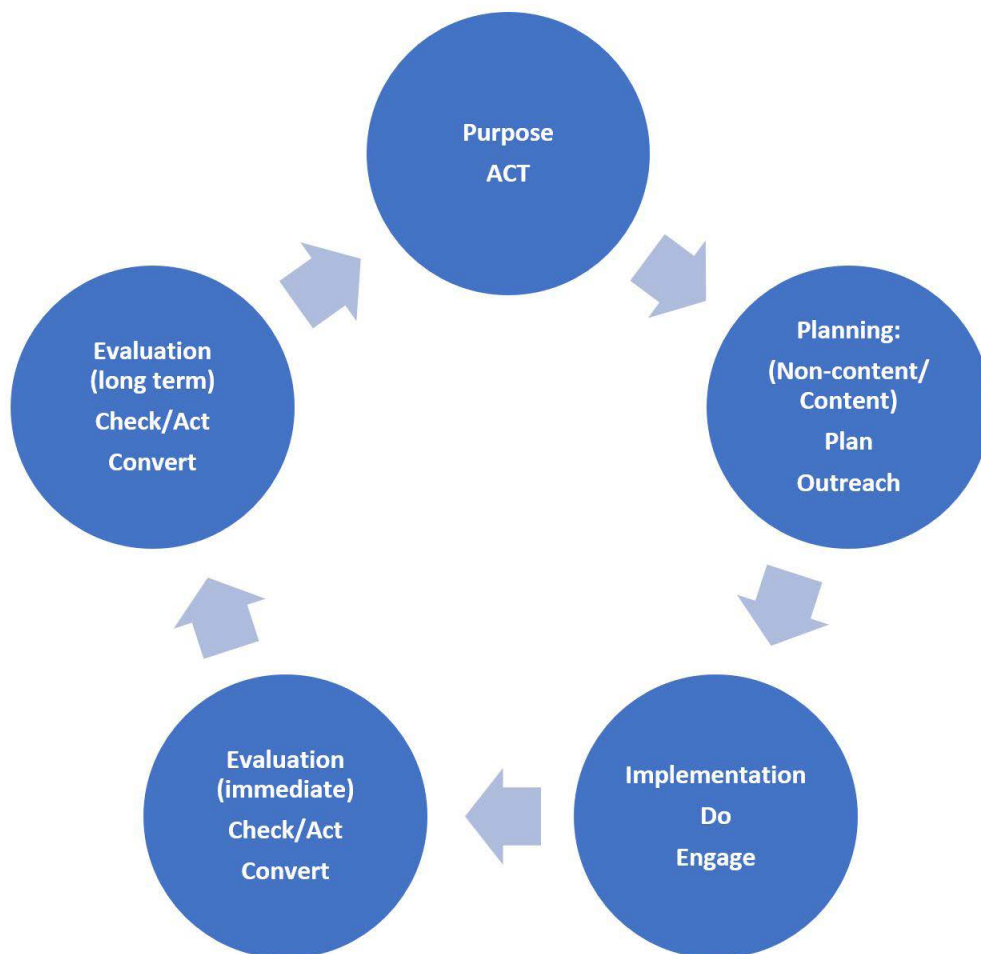 Purpose
ACT
Planning:
(Non-content/
Content)
Plan
Outreach
Implementation
Do
Engage
Evaluation
(immediate)
Check/Act
Convert
Evaluation
(long term)
Check/Act
Convert